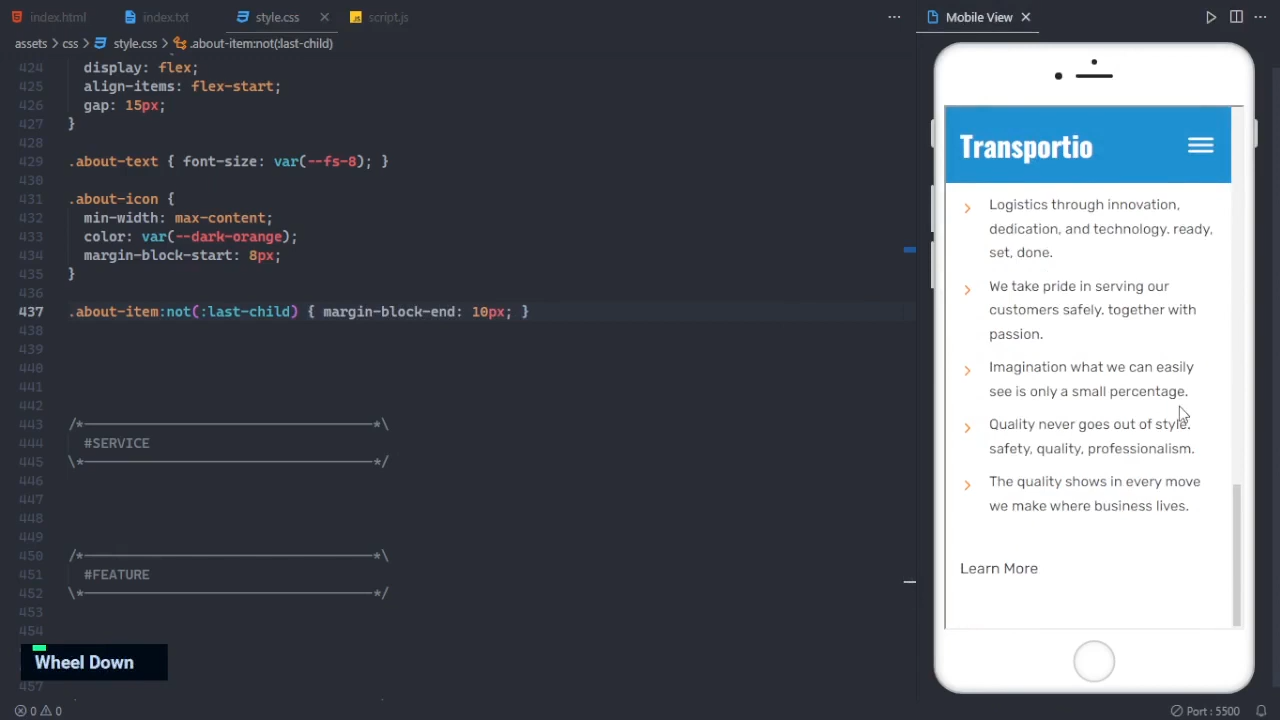 index.html
index.txt
style.css
script.js
Mobile View
assets > css > style.css > .about-item:not(:last-child)
424 display: flex;
425 align-items: flex-start;
426 gap: 15px;
427 }
428
429 .about-text { font-size: var(--fs-8); }
430
431 .about-icon {
432 min-width: max-content;
433 color: var(--dark-orange);
434 margin-block-start: 8px;
435 }
436
437 .about-item:not(:last-child) { margin-block-end: 10px; }
438
439
440
441
442
443 /*-----------------------------------*\
444 #SERVICE
445 \*-----------------------------------*/
446
447
448
449
450 /*-----------------------------------*\
451 #FEATURE
452 \*-----------------------------------*/
453
454
457
Wheel Down
Transportio
Logistics through innovation,
dedication, and technology. ready,
set, done.
We take pride in serving our
customers safely. together with
passion.
Imagination what we can easily
see is only a small percentage.
Quality never goes out of style.
safety, quality, professionalism.
The quality shows in every move
we make where business lives.
Learn More
0 0
Port : 5500